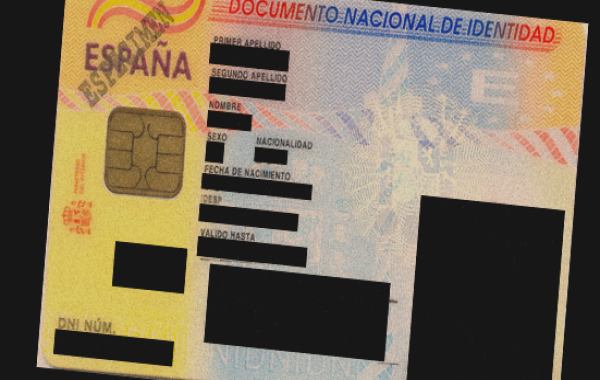 DOCUMENTO NACIONAL DE IDENTIDAD
ESPAÑA
ESPECIMEN
PRIMER APELLIDO
SEGUNDO APELLIDO
NOMBRE
SEXO NACIONALIDAD
FECHA DE NACIMIENTO
IDESP
VÁLIDO HASTA
DNI NÚM.